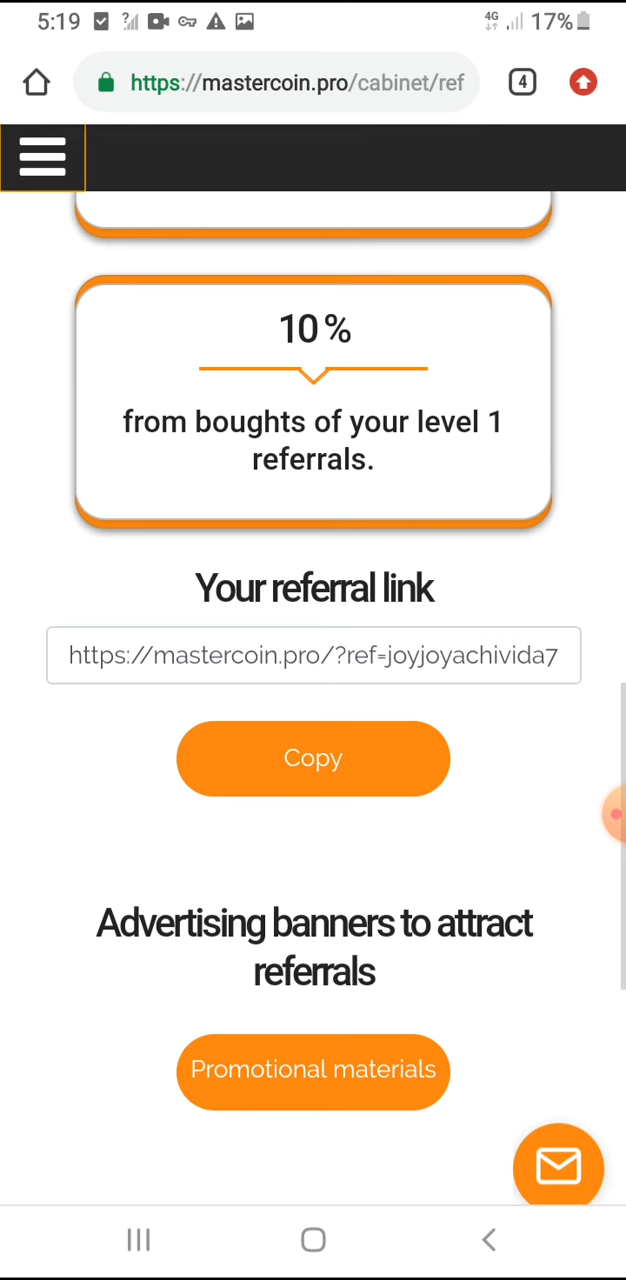 5:19
4G 17%
https://mastercoin.pro/cabinet/ref
4
10%
from boughts of your level 1
referrals.
Your referral link
https://mastercoin.pro/?ref=joyjoyachivida7
Copy
Advertising banners to attract
referrals
Promotional materials